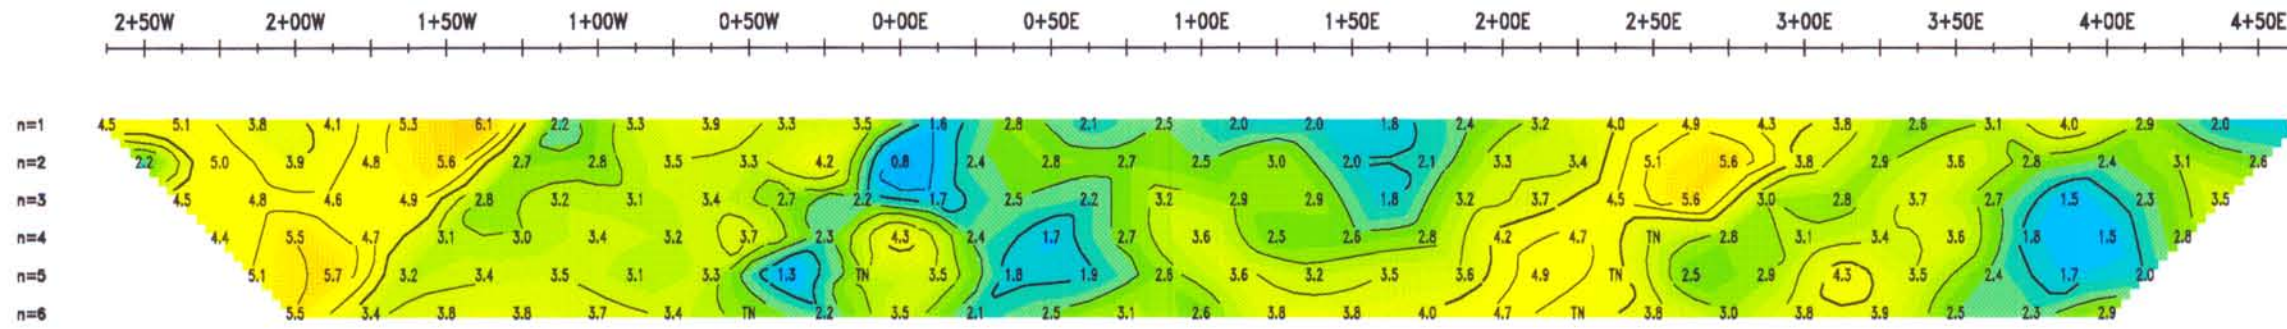 2+50W 2+00W 1+50W 1+00W 0+50W 0+00E 0+50E 1+00E 1+50E 2+00E 2+50E 3+00E 3+50E 4+00E 4+50E
n=1 4.5 5.1 3.8 4.1 5.3 6.1 2.2 3.3 3.9 3.3 3.5 1.6 2.8 2.1 2.5 2.0 2.0 1.8 2.4 3.2 4.0 4.9 4.3 3.8 2.6 3.1 4.0 2.9 2.0
n=2 2.2 5.0 3.9 4.8 5.6 2.7 2.8 3.5 3.3 4.2 0.8 2.4 2.8 2.7 2.5 3.0 2.0 2.1 3.3 3.4 5.1 5.6 3.8 2.9 3.6 2.8 2.4 3.1 2.6
n=3 4.5 4.8 4.6 4.9 2.8 3.2 3.1 3.4 2.7 2.2 1.7 2.5 2.2 3.2 2.9 2.9 1.8 3.2 3.7 4.5 5.6 3.0 2.8 3.7 2.7 1.5 2.3 3.5
n=4 4.4 5.5 4.7 3.1 3.0 3.4 3.2 3.7 2.3 4.3 2.4 1.7 2.7 3.6 2.5 2.6 2.8 4.2 4.7 TN 2.8 3.1 3.4 3.6 1.8 1.5 2.8
n=5 5.1 5.7 3.2 3.4 3.5 3.1 3.3 1.3 TN 3.5 1.8 1.9 2.8 3.6 3.2 3.5 3.6 4.9 TN 2.5 2.9 4.3 3.5 2.4 1.7 2.0
n=6 5.5 3.4 3.8 3.8 3.7 3.4 TN 2.2 3.5 2.1 2.5 3.1 2.6 3.8 3.8 4.0 4.7 TN 3.8 3.0 3.8 3.9 2.5 2.3 2.9